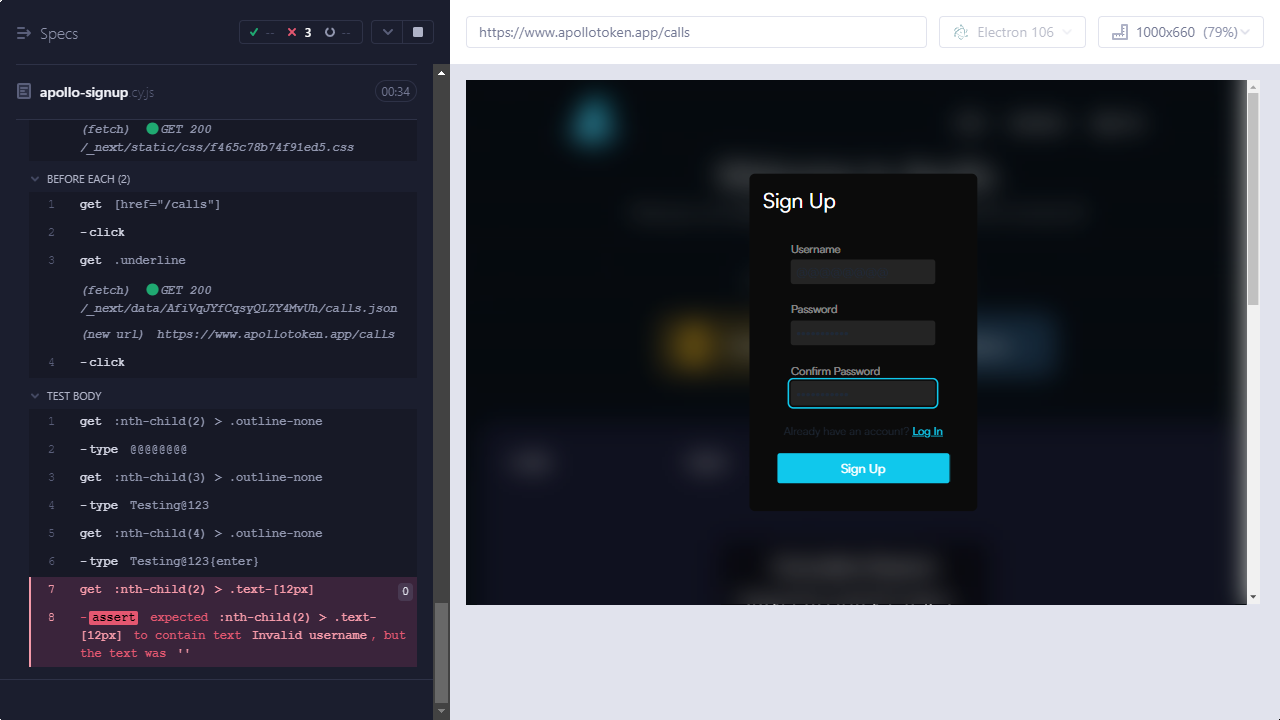 Specs
-- 3 --
apollo-signup.cy.js
00:34
(fetch) GET 200
/_next/static/css/f465c78b74f91ed5.css
BEFORE EACH (2)
1 get [href="/calls"]
2 -click
3 get .underline
(fetch) GET 200
/_next/data/AfiVqJYfCqsyQLZY4MvUh/calls.json
(new url) https://www.apollotoken.app/calls
4 -click
TEST BODY
1 get :nth-child(2) > .outline-none
2 -type @@@@@@@@
3 get :nth-child(3) > .outline-none
4 -type Testing@123
5 get :nth-child(4) > .outline-none
6 -type Testing@123{enter}
7 get :nth-child(2) > .text-[12px] 0
8 -assert expected :nth-child(2) > .text-
[12px] to contain text Invalid username, but
the text was ''
https://www.apollotoken.app/calls
Electron 106
1000x660 (79%)
Sign Up
Username
Password
Confirm Password
Already have an account? Log In
Sign Up